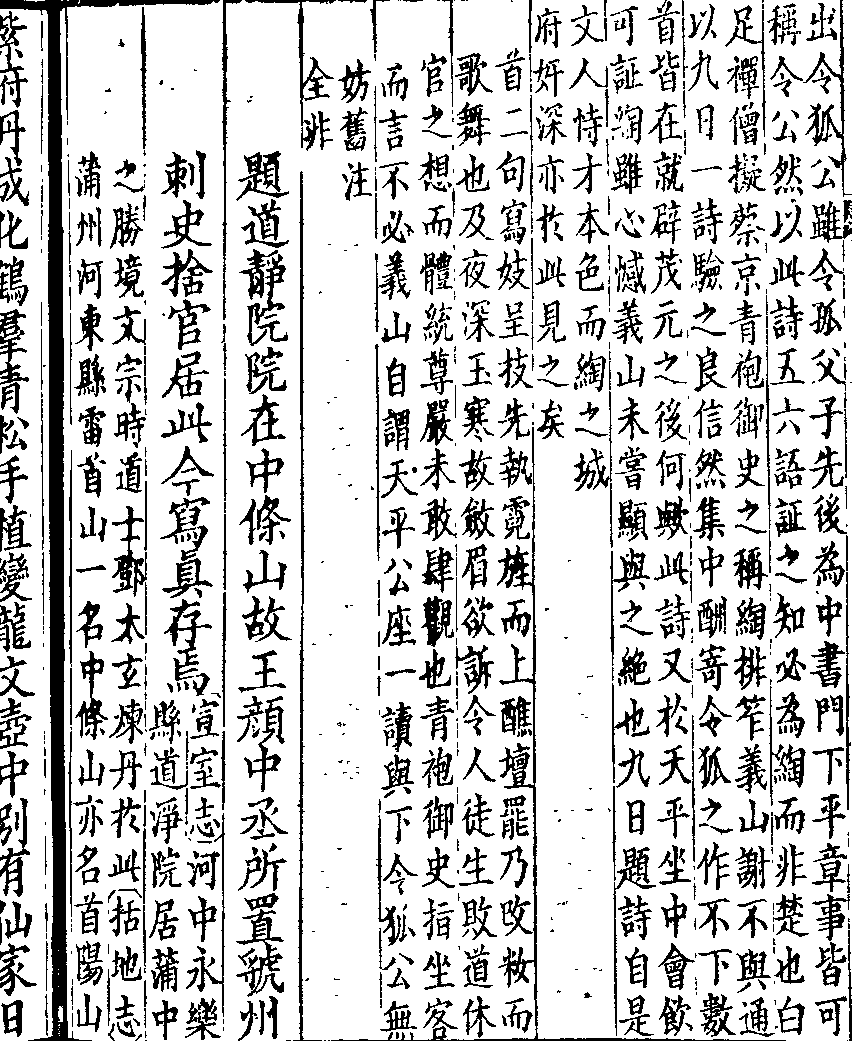 出令狐公雖令孤父子先後為中書門下平章事皆可
稱令公然以此詩五六語証之知必為綯而非楚也白
足禪僧擬蔡京青袍御史之稱綯排笮義山謝不與通
以九日一詩驗之良信然集中酬寄令狐之作不下數
首皆在就辟茂元之後何與此詩又於天平坐中會飲
可証綯雖心憾義山未嘗顯與之絶也九日題詩自是
文人恃才本色而綯之城
府奸深亦於此見之矣
首二句寫妓呈技先執霓旌而上醮壇罷乃改妝而
歌舞也及夜深玉寒故斂眉欲訴令人徒生敗道休
官之想而體統尊嚴未敢肆觀也青袍御史指坐客
而言不必義山自謂天平公座一讀與下令狐公無
妨舊注
全非
題道靜院院在中條山故王顔中丞所置虢州
刺史捨官居此今寫眞存焉
宣室志河中永樂
縣道淨院居蒲中
之勝境文宗時道士鄧太玄煉丹於此括地志
蒲州河東縣雷首山一名中條山亦名首陽山
紫府丹成化鶴羣青松手植變龍文壺中別有仙家日